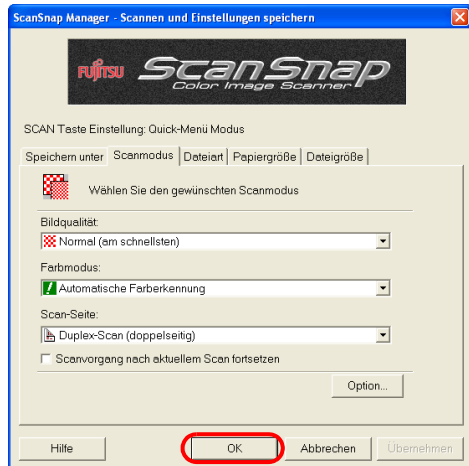 ScanSnap Manager - Scannen und Einstellungen speichern
FUJITSU ScanSnap
Color Image Scanner
SCAN Taste Einstellung: Quick-Menü Modus
Speichern unter Scanmodus Dateiart Papiergröße Dateigröße
Wählen Sie den gewünschten Scanmodus
Bildqualität:
Normal (am schnellsten)
Farbmodus:
Automatische Farberkennung
Scan-Seite:
Duplex-Scan (doppelseitig)
Scanvorgang nach aktuellem Scan fortsetzen
Option...
Hilfe OK Abbrechen Übernehmen